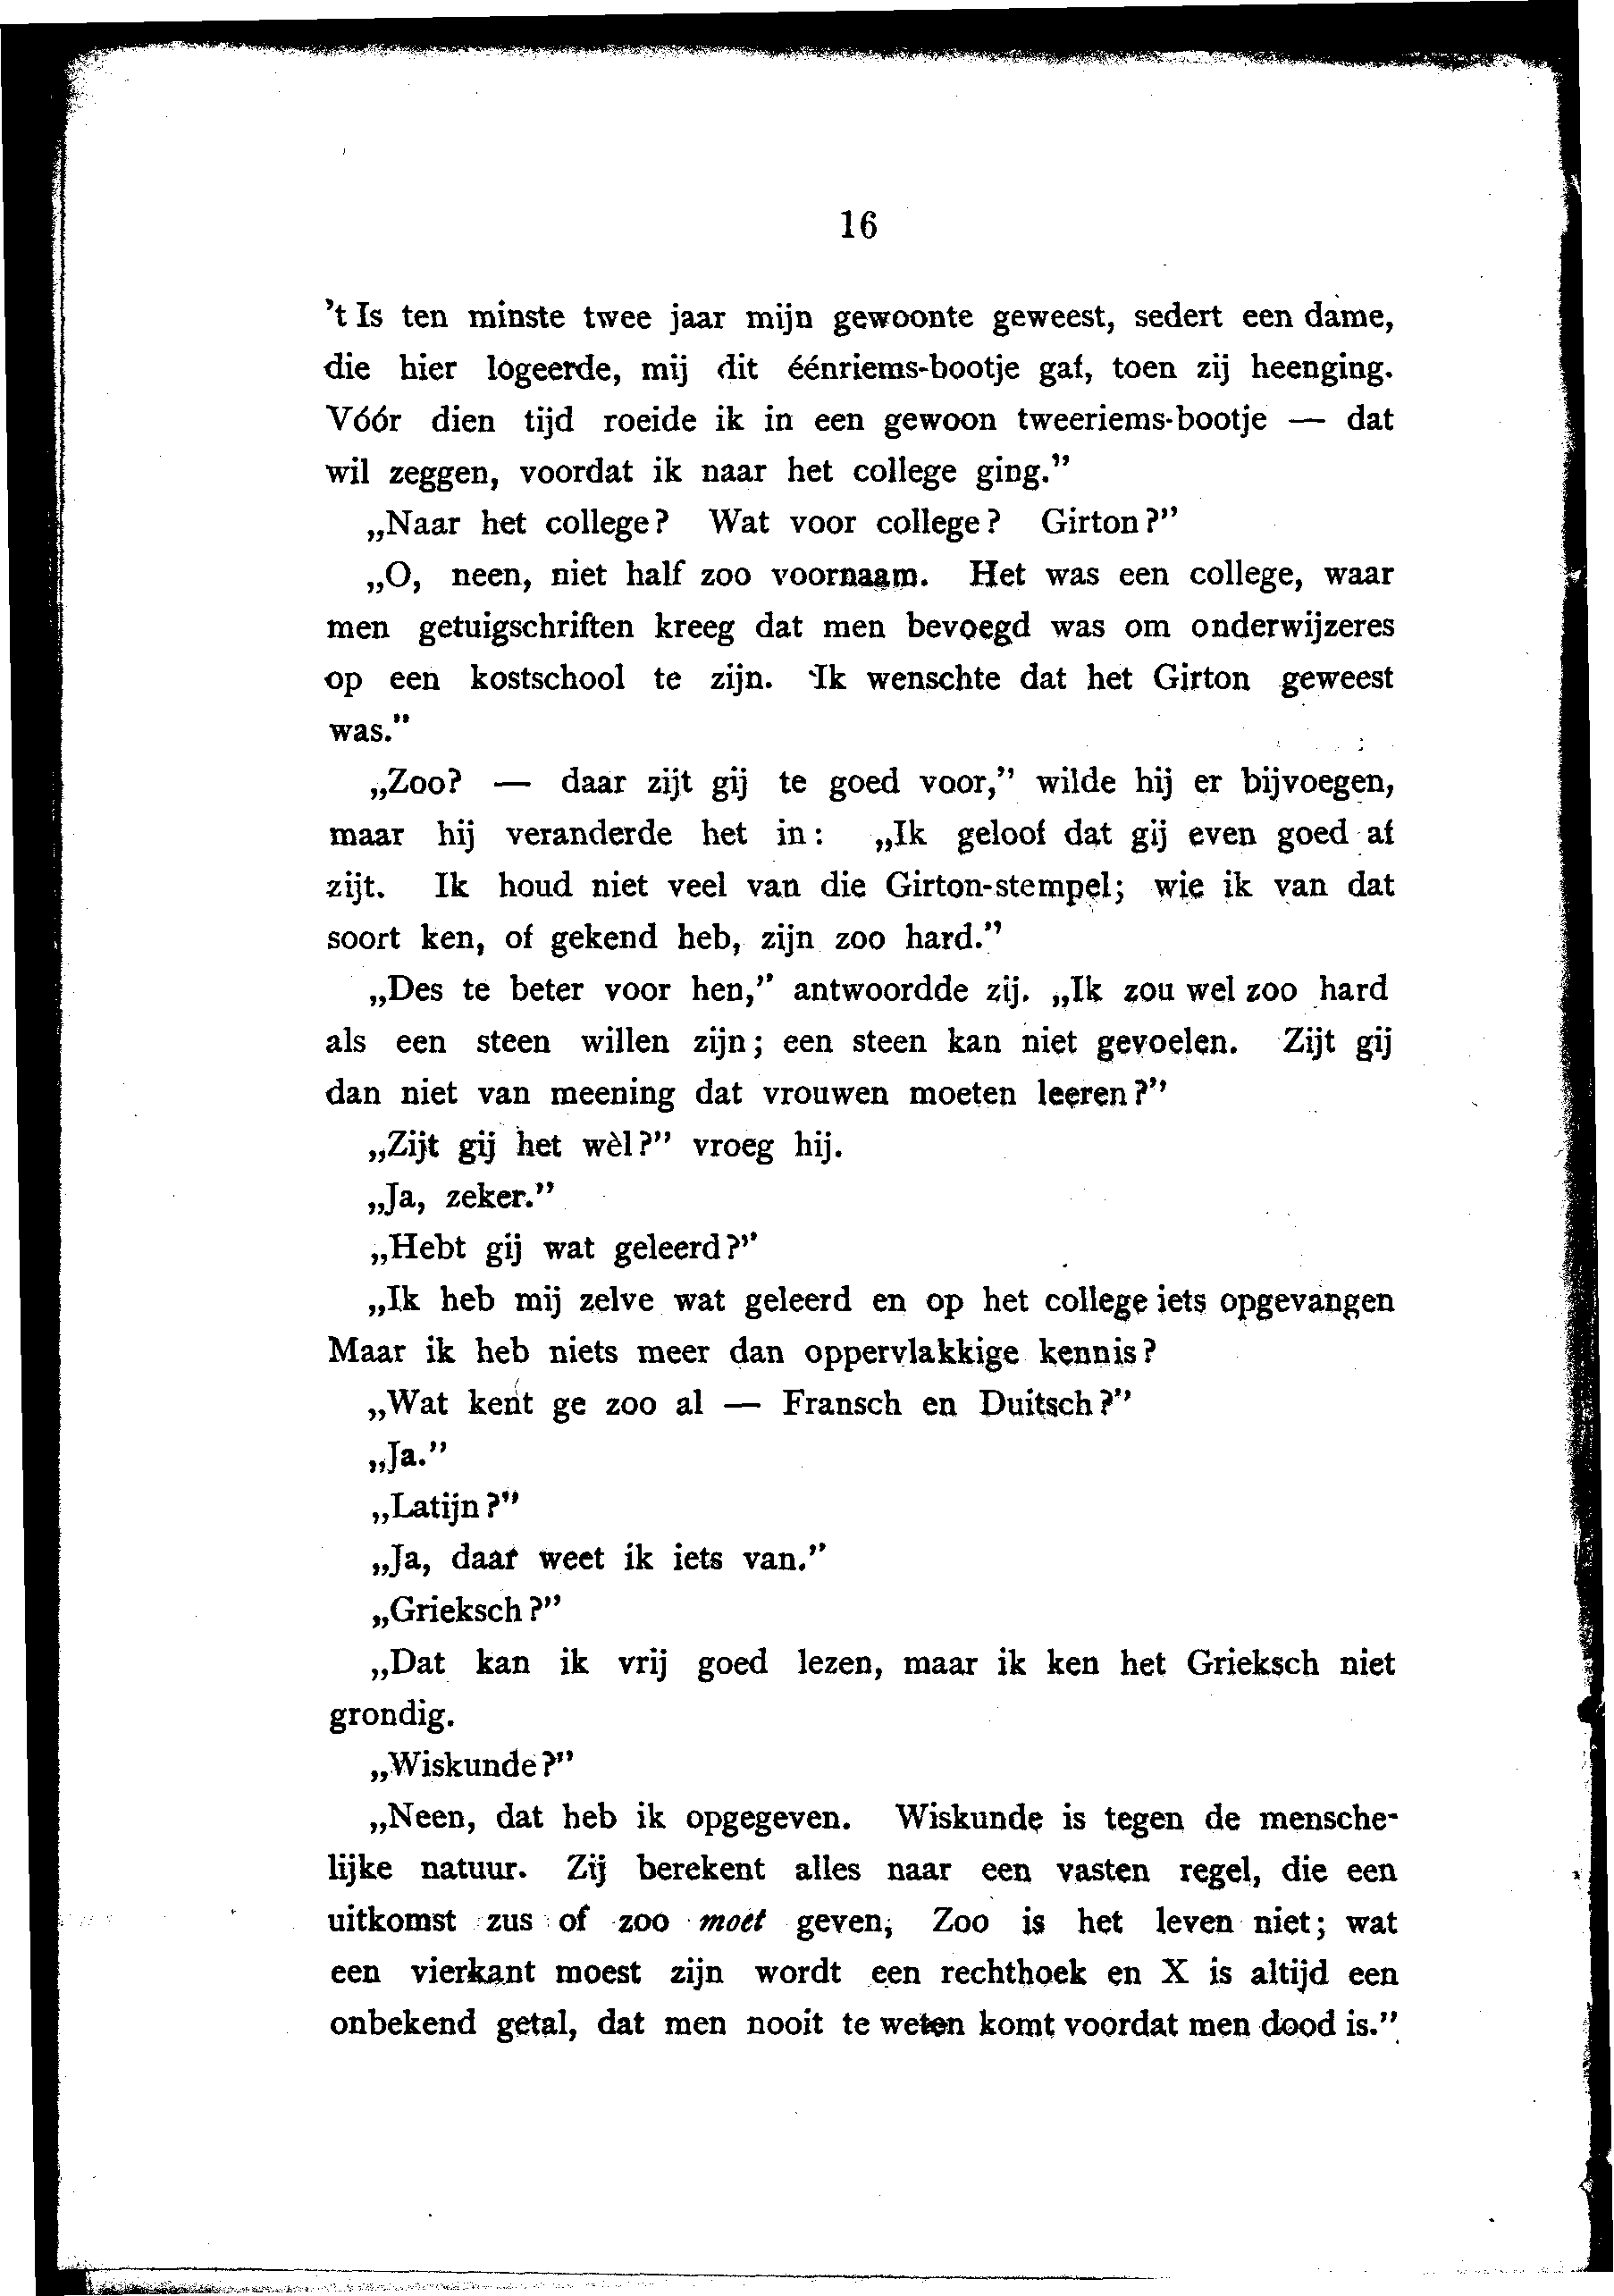 16
't Is ten minste twee jaar mijn gewoonte geweest, sedert een dame,
die hier logeerde, mij dit éénriems-bootje gaf, toen zij heenging.
Vóór dien tijd roeide ik in een gewoon tweeriems-bootje — dat
wil zeggen, voordat ik naar het college ging.”
„Naar het college? Wat voor college? Girton?”
„O, neen, niet half zoo voornaam. Het was een college, waar
men getuigschriften kreeg dat men bevoegd was om onderwijzeres
op een kostschool te zijn. Ik wenschte dat het Girton geweest
was.”
„Zoo? — daar zijt gij te goed voor,” wilde hij er bijvoegen,
maar hij veranderde het in: „Ik geloof dat gij even goed af
zijt. Ik houd niet veel van die Girton-stempel; wie ik van dat
soort ken, of gekend heb, zijn zoo hard.”
„Des te beter voor hen,” antwoordde zij. „Ik zou wel zoo hard
als een steen willen zijn; een steen kan niet gevoelen. Zijt gij
dan niet van meening dat vrouwen moeten leeren?”
„Zijt gij het wèl?” vroeg hij.
„Ja, zeker.”
„Hebt gij wat geleerd?”
„Ik heb mij zelve wat geleerd en op het college iets opgevangen
Maar ik heb niets meer dan oppervlakkige kennis?
„Wat kent ge zoo al — Fransch en Duitsch?”
„Ja.”
„Latijn?”
„Ja, daar weet ik iets van.”
„Grieksch?”
„Dat kan ik vrij goed lezen, maar ik ken het Grieksch niet
grondig.
„Wiskunde?”
„Neen, dat heb ik opgegeven. Wiskunde is tegen de mensche-
lijke natuur. Zij berekent alles naar een vasten regel, die een
uitkomst zus of zoo moet geven, Zoo is het leven niet; wat
een vierkant moest zijn wordt een rechthoek en X is altijd een
onbekend getal, dat men nooit te weten komt voordat men dood is.”